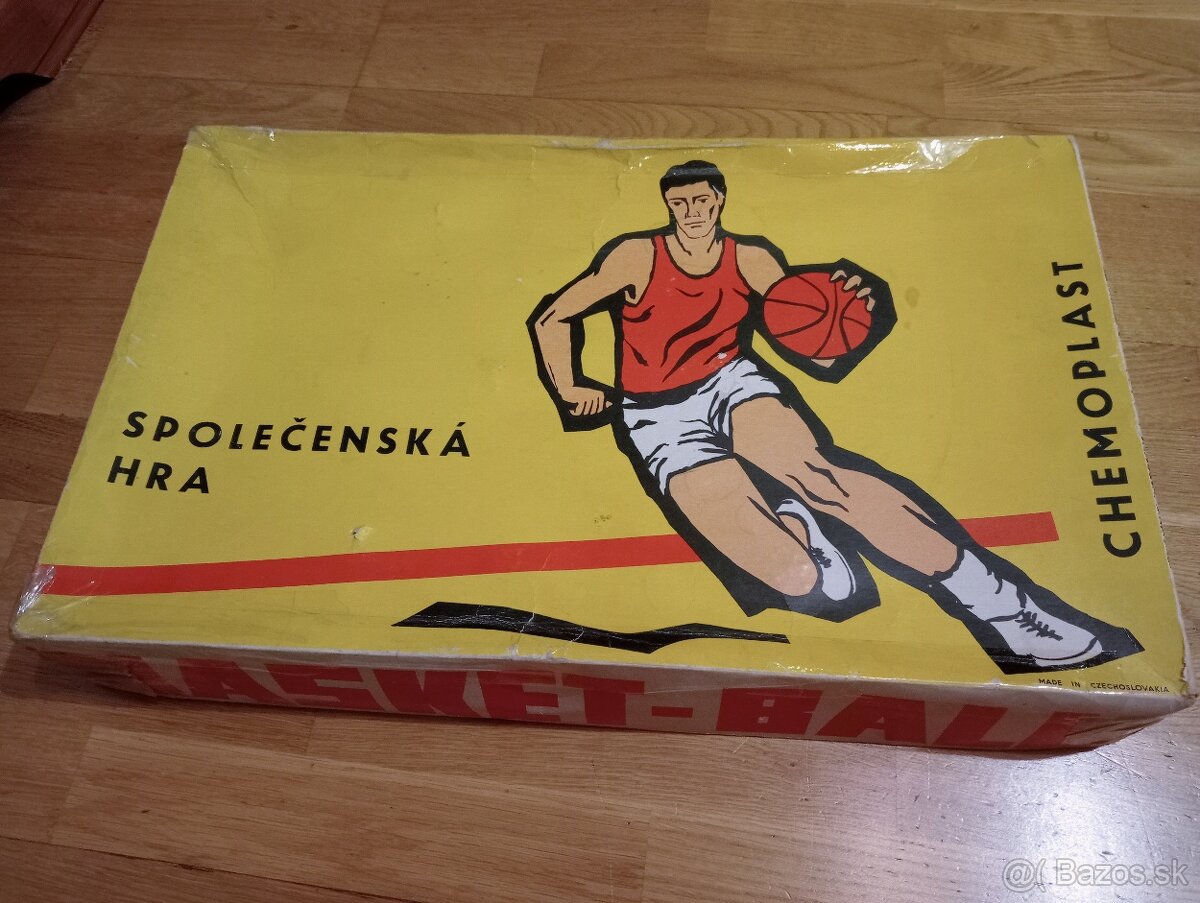 SPOLEČENSKÁ
HRA
CHEMOPLAST
MADE IN CZECHOSLOVAKIA
BASKET-BALL
@( Bazos.sk